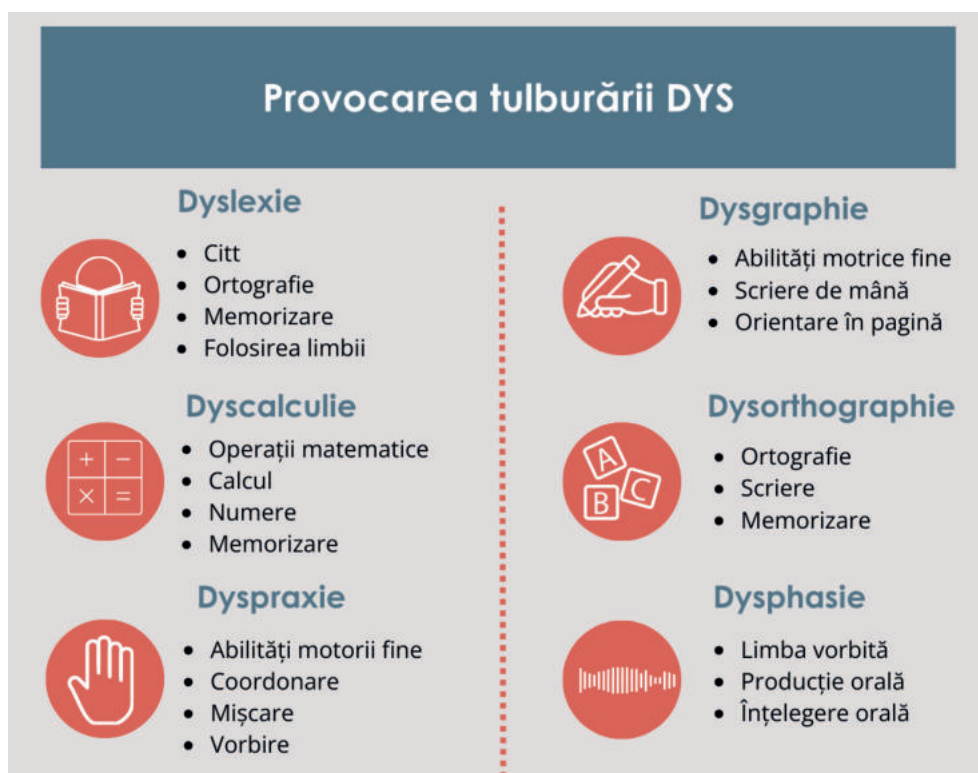 Provocarea tulburării DYS
Dyslexie
• Citt
• Ortografie
• Memorizare
• Folosirea limbii
Dyscalculie
+ −
× =
• Operații matematice
• Calcul
• Numere
• Memorizare
Dyspraxie
• Abilități motorii fine
• Coordonare
• Mișcare
• Vorbire
Dysgraphie
• Abilități motrice fine
• Scriere de mână
• Orientare în pagină
Dysorthographie
A
B C
• Ortografie
• Scriere
• Memorizare
Dysphasie
• Limba vorbită
• Producție orală
• Înțelegere orală